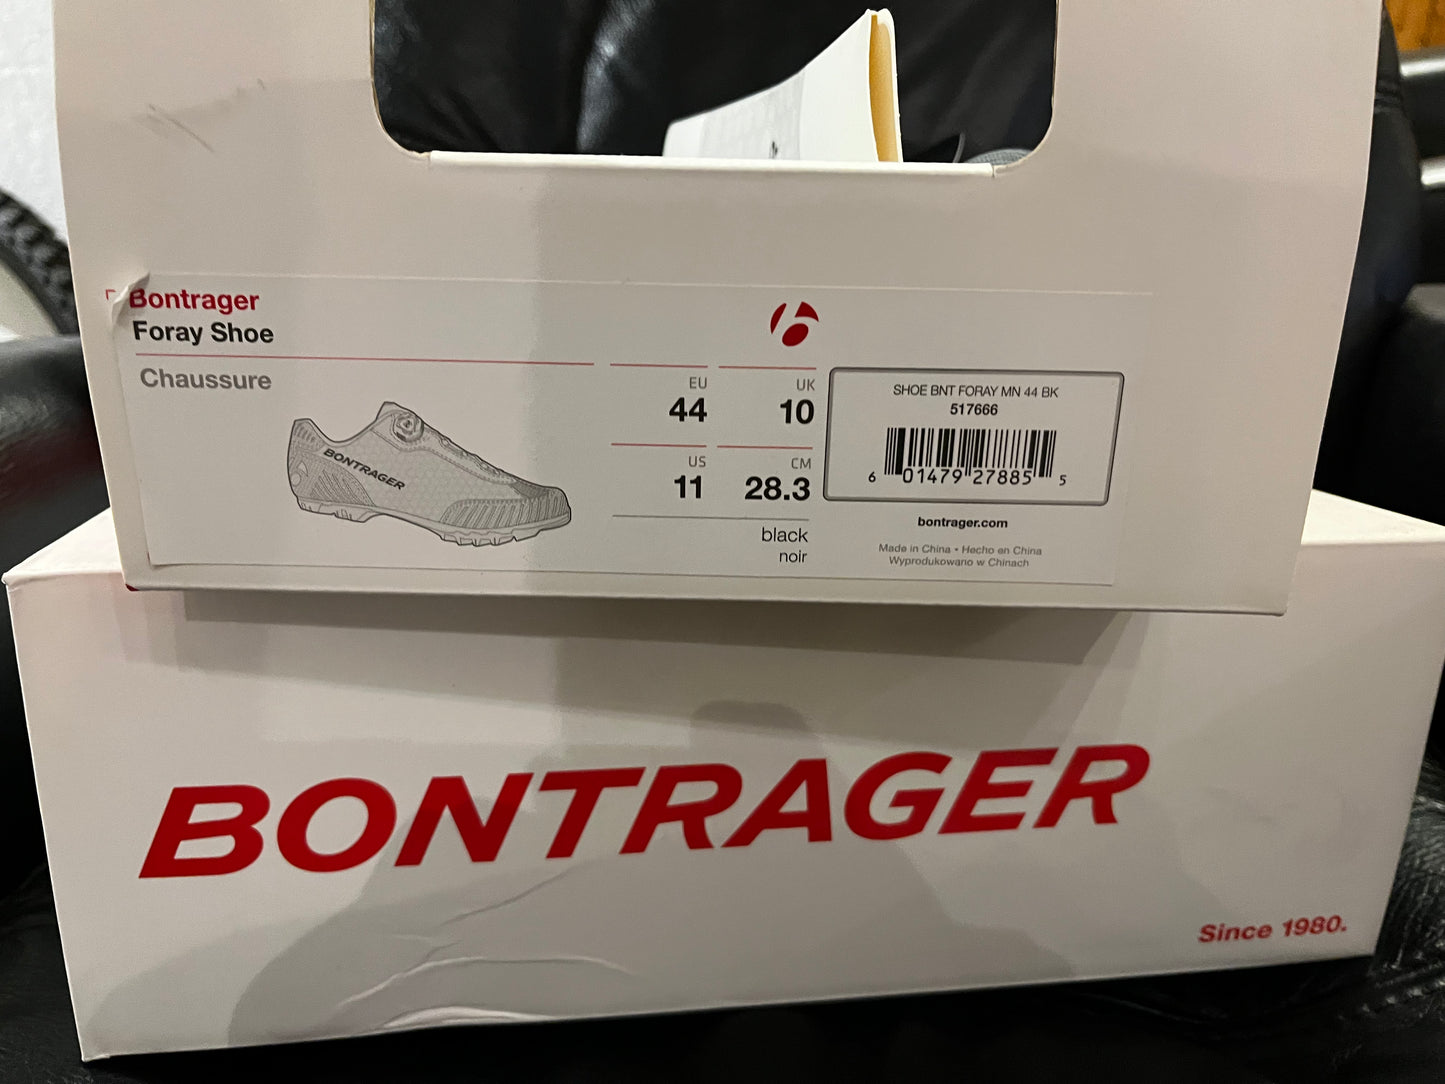 Bontrager
Foray Shoe
Chaussure
BONTRAGER
EU
44
UK
10
US
11
CM
28.3
black
noir
SHOE BNT FORAY MN 44 BK
517666
6 01479 27885 5
bontrager.com
Made in China • Hecho en China
Wyprodukowano w Chinach
BONTRAGER
Since 1980.